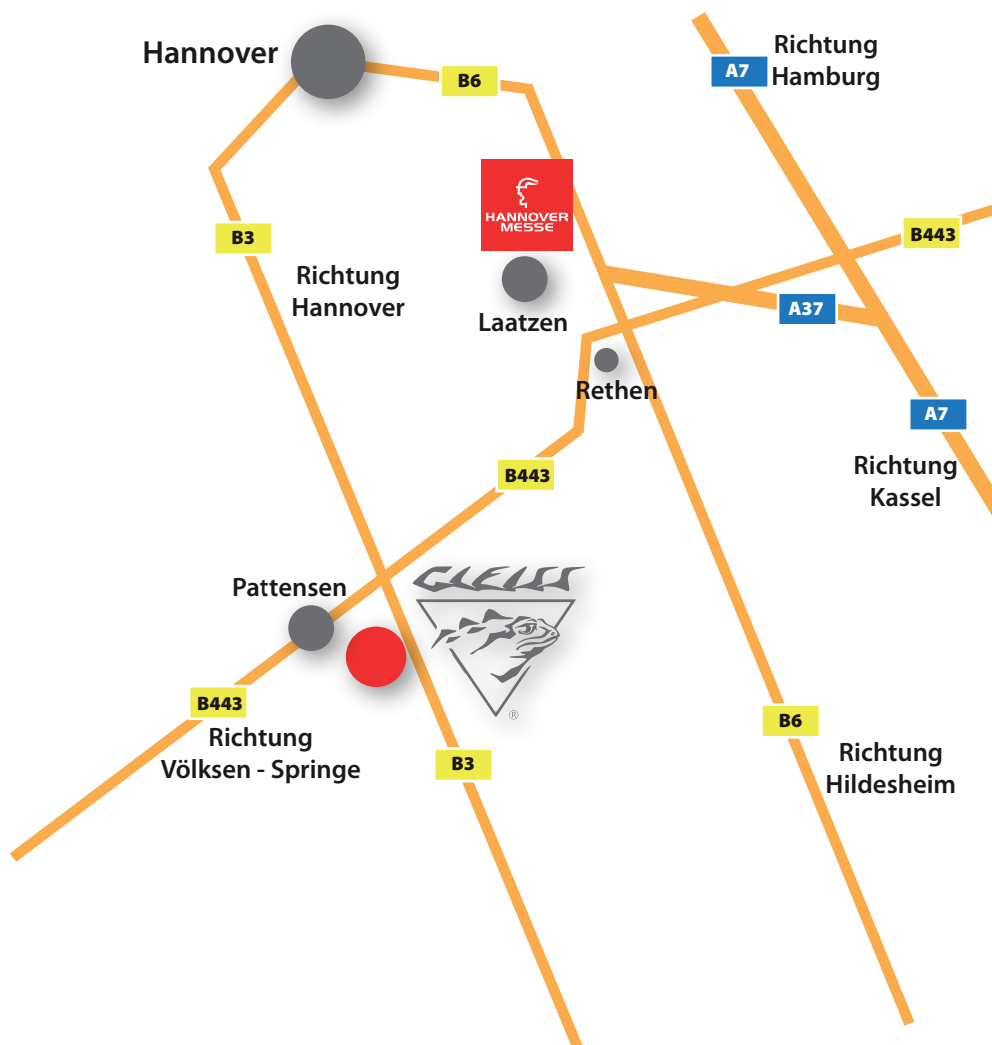 Hannover
B6
A7
Richtung
Hamburg
HANNOVER
MESSE
B3
B443
Richtung
Hannover
Laatzen
A37
Rethen
A7
B443
Richtung
Kassel
GLEISS
Pattensen
®
B443
Richtung
Völksen - Springe
B3
B6
Richtung
Hildesheim